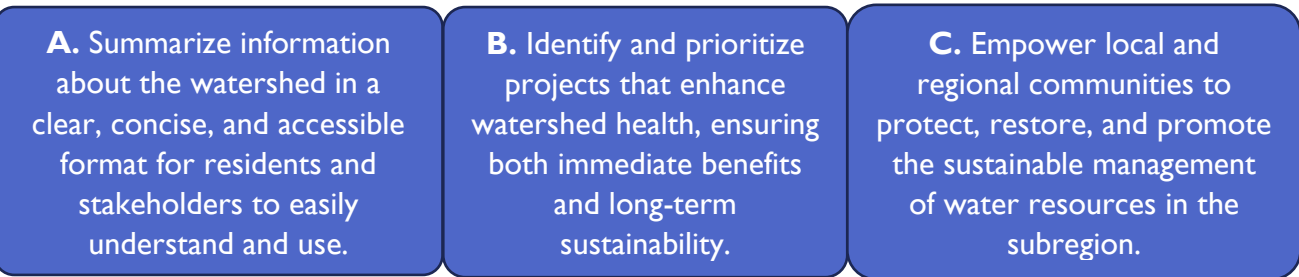 A. Summarize information
about the watershed in a
clear, concise, and accessible
format for residents and
stakeholders to easily
understand and use.
B. Identify and prioritize
projects that enhance
watershed health, ensuring
both immediate benefits
and long-term
sustainability.
C. Empower local and
regional communities to
protect, restore, and promote
the sustainable management
of water resources in the
subregion.